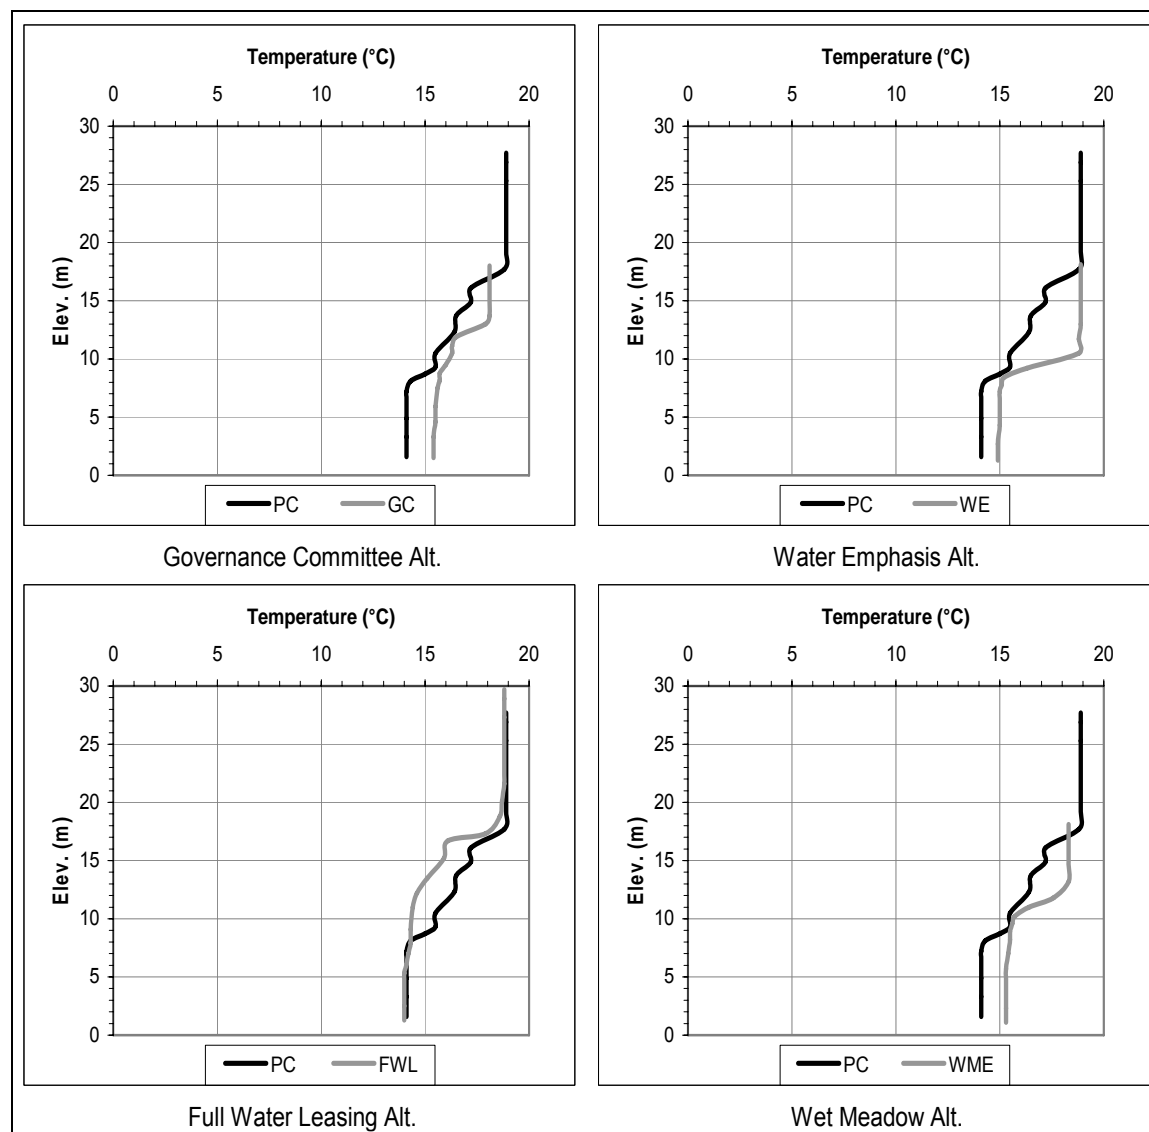 Temperature (°C)
0 5 10 15 20
30
25
20
15
10
5
0
Elev. (m)
PC GC
Governance Committee Alt.
Temperature (°C)
0 5 10 15 20
30
25
20
15
10
5
0
Elev. (m)
PC WE
Water Emphasis Alt.
Temperature (°C)
0 5 10 15 20
30
25
20
15
10
5
0
Elev. (m)
PC FWL
Full Water Leasing Alt.
Temperature (°C)
0 5 10 15 20
30
25
20
15
10
5
0
Elev. (m)
PC WME
Wet Meadow Alt.